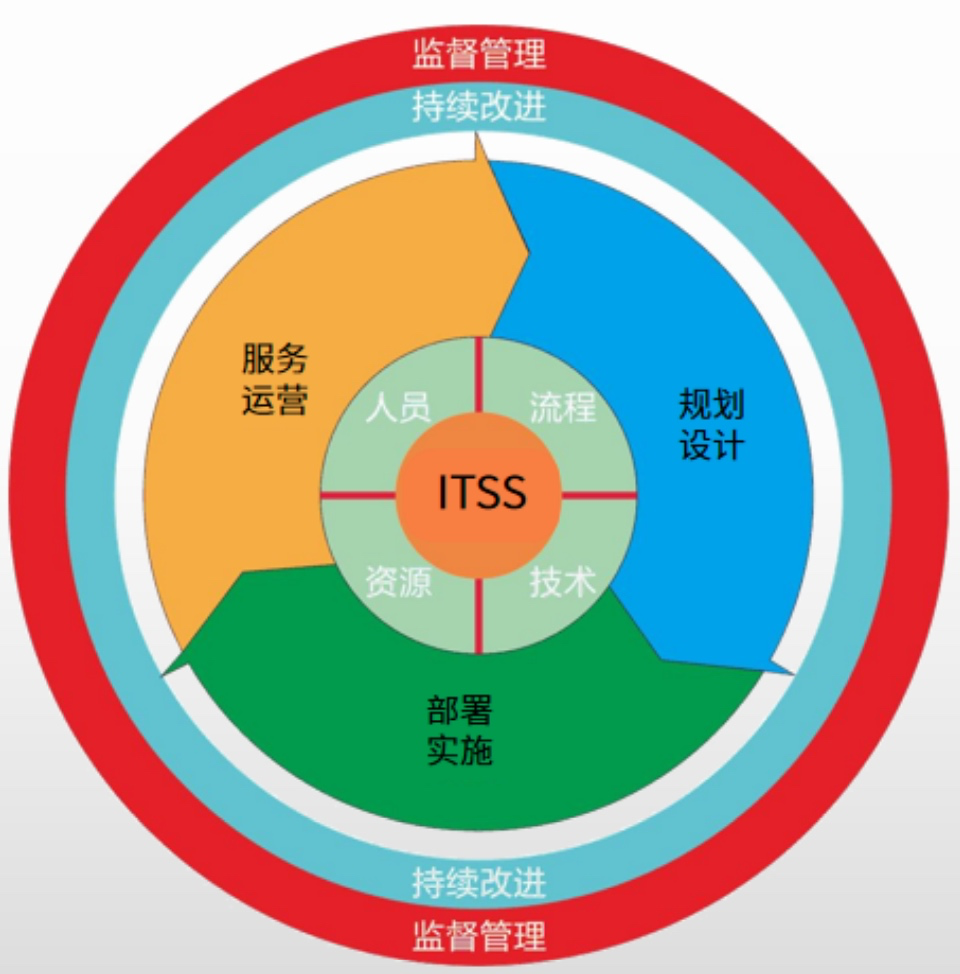 监督管理
持续改进
服务
运营
规划
设计
人员
流程
ITSS
资源
技术
部署
实施
持续改进
监督管理